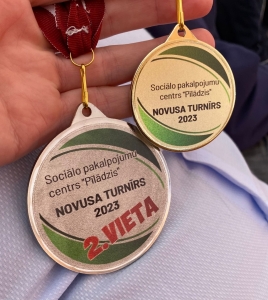 Sociālo pakalpojumu
centrs "Pīlādzis"
NOVUSA TURNĪRS
2023
2.VIETA
Sociālo pakalpojumu
centrs "Pīlādzis"
NOVUSA TURNĪRS
2023